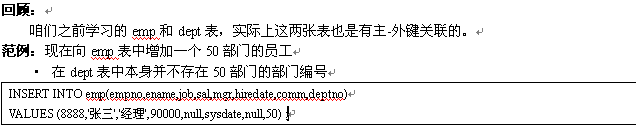 回顾：
咱们之前学习的 emp 和 dept 表，实际上这两张表也是有主-外键关联的。
范例：现在向 emp 表中增加一个 50 部门的员工
• 在 dept 表中本身并不存在 50 部门的部门编号
INSERT INTO emp(empno,ename,job,sal,mgr,hiredate,comm,deptno)
VALUES (8888,'张三','经理',90000,null,sysdate,null,50) ;